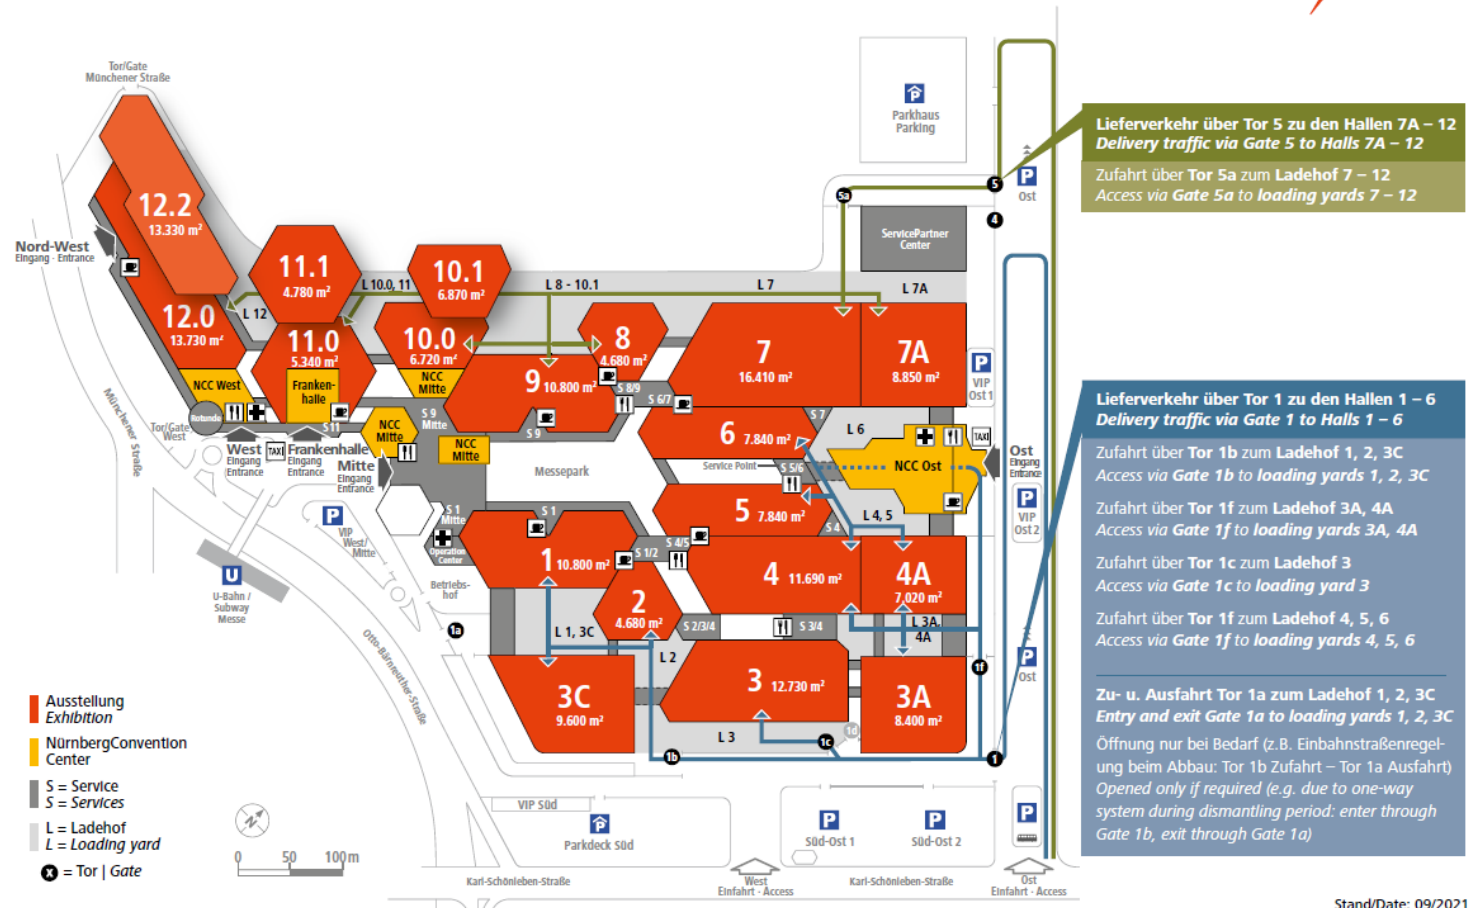 Tor/Gate
Münchener Straße
P
Parkhaus
Parking
Lieferverkehr über Tor 5 zu den Hallen 7A – 12
Delivery traffic via Gate 5 to Halls 7A – 12
Zufahrt über Tor 5a zum Ladehof 7 – 12
Access via Gate 5a to loading yards 7 – 12
5
P
Ost
5a
4
12.2
13.330 m²
ServicePartner
Center
Nord-West
Eingang · Entrance
11.1
4.780 m²
L 10.0, 11
10.1
6.870 m²
L 8 - 10.1
L 7
L 7A
12.0
13.730 m²
L 12
11.0
5.340 m²
10.0
6.720 m²
8
4.680 m²
7
16.410 m²
7A
8.850 m²
P
VIP
Ost 1
NCC West
Franken-
halle
NCC
Mitte
9 10.800 m²
S 8/9
S 6/7
Rotunde
S11
S 9
Mitte
NCC
Mitte
NCC
Mitte
S 9
S 7
6 7.840 m²
L 6
TAXI
Tor/Gate
West
West
Eingang
Entrance
TAXI
Frankenhalle
Eingang
Entrance
Mitte
Eingang
Entrance
Messepark
Service Point
S 5/6
NCC Ost
Ost
Eingang
Entrance
Münchener Straße
P
VIP
West/
Mitte
S 1
Mitte
S 1
5 7.840 m²
S 4
L 4, 5
P
VIP
Ost 2
Operation
Center
1 10.800 m²
S 1/2
S 4/5
4 11.690 m²
4A
7.020 m²
U
U-Bahn /
Subway
Messe
Betriebs-
hof
2
4.680 m²
1a
L 1, 3C
S 2/3/4
S 3/4
L 3A,
4A
L 2
Otto-Bärnreuther-Straße
3C
9.600 m²
3 12.730 m²
3A
8.400 m²
1f
P
Ost
L 3
1b
1c
1d
1
Lieferverkehr über Tor 1 zu den Hallen 1 – 6
Delivery traffic via Gate 1 to Halls 1 – 6
Zufahrt über Tor 1b zum Ladehof 1, 2, 3C
Access via Gate 1b to loading yards 1, 2, 3C
Zufahrt über Tor 1f zum Ladehof 3A, 4A
Access via Gate 1f to loading yards 3A, 4A
Zufahrt über Tor 1c zum Ladehof 3
Access via Gate 1c to loading yard 3
Zufahrt über Tor 1f zum Ladehof 4, 5, 6
Access via Gate 1f to loading yards 4, 5, 6
Zu- u. Ausfahrt Tor 1a zum Ladehof 1, 2, 3C
Entry and exit Gate 1a to loading yards 1, 2, 3C
Öffnung nur bei Bedarf (z.B. Einbahnstraßenregel-
ung beim Abbau: Tor 1b Zufahrt – Tor 1a Ausfahrt)
Opened only if required (e.g. due to one-way
system during dismantling period: enter through
Gate 1b, exit through Gate 1a)
Ausstellung
Exhibition
NürnbergConvention
Center
S = Service
S = Services
L = Ladehof
L = Loading yard
x = Tor | Gate
N
0 50 100m
VIP Süd
P
Parkdeck Süd
P
Süd-Ost 1
P
Süd-Ost 2
P
Karl-Schönleben-Straße
West
Einfahrt · Access
Karl-Schönleben-Straße
Ost
Einfahrt · Access
Stand/Date: 09/2021